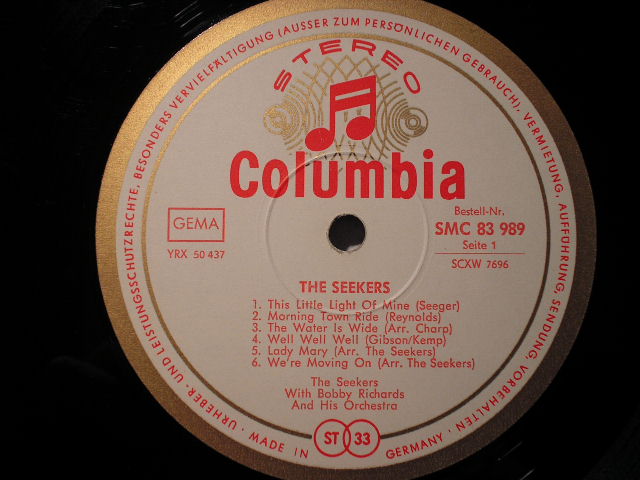 URHEBER- UND LEISTUNGSSCHUTZRECHTE, BESONDERS VERVIELFÄLTIGUNG (AUSSER ZUM PERSÖNLICHEN GEBRAUCH), VERMIETUNG, AUFFÜHRUNG, SENDUNG, VORBEHALTEN ·
STEREO
Columbia
GEMA
YRX 50 437
Bestell-Nr.
SMC 83 989
Seite 1
SCXW 7696
THE SEEKERS
1. This Little Light Of Mine (Seeger)
2. Morning Town Ride (Reynolds)
3. The Water Is Wide (Arr. Charp)
4. Well Well Well (Gibson/Kemp)
5. Lady Mary (Arr. The Seekers)
6. We're Moving On (Arr. The Seekers)
The Seekers
With Bobby Richards
And His Orchestra
MADE IN GERMANY
ST 33